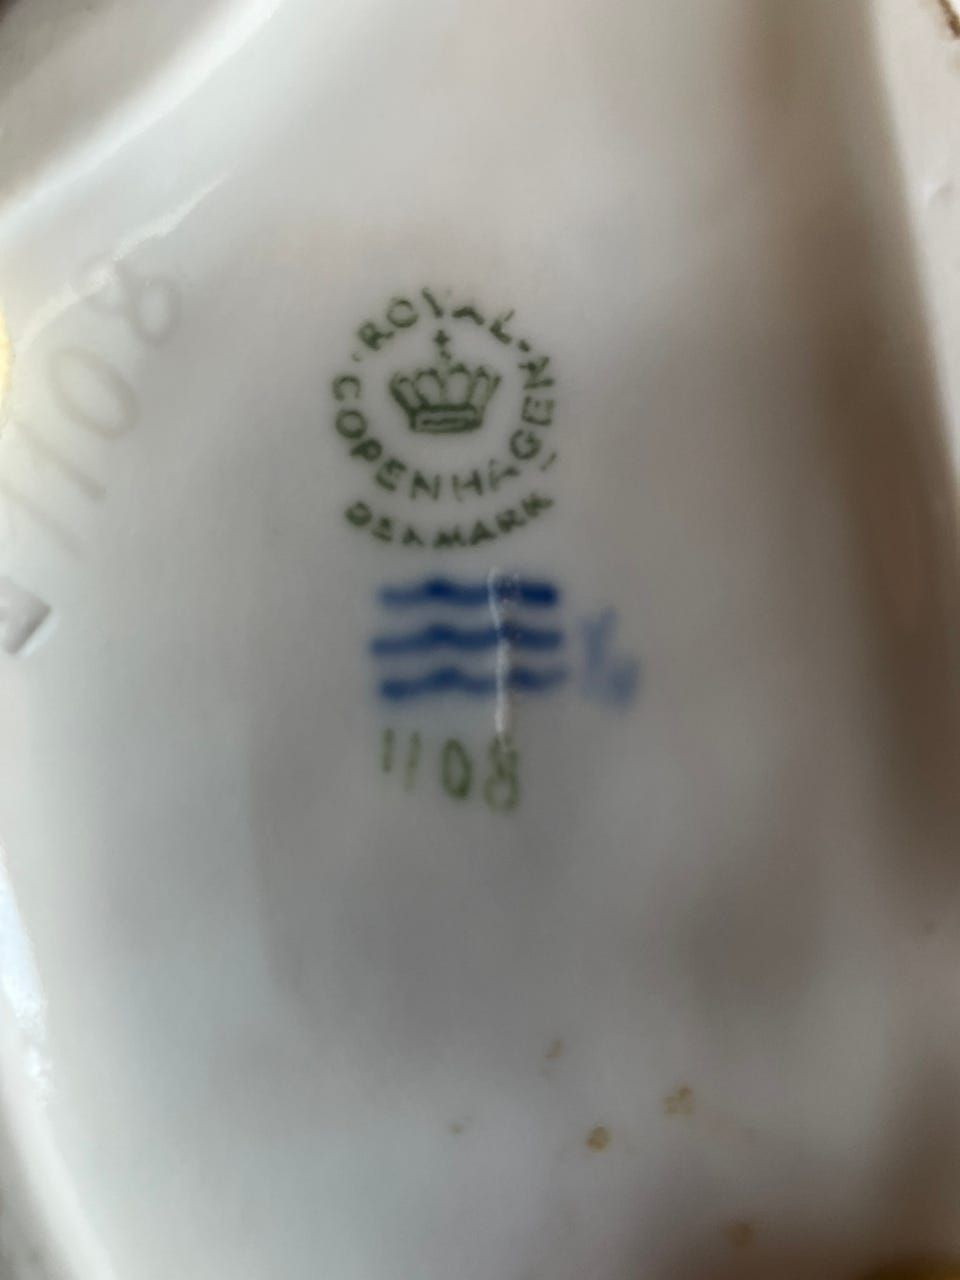 ROYAL-
COPENHAGEN
DENMARK
1108
1108